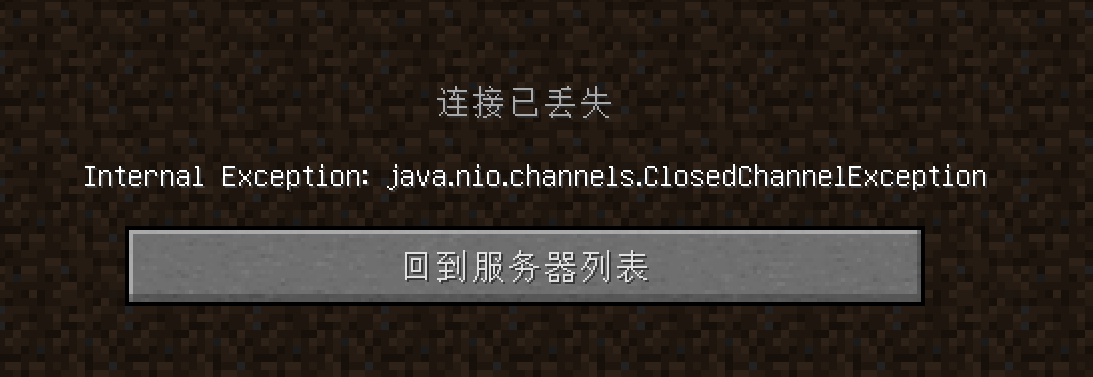 连接已丢失
Internal Exception: java.nio.channels.ClosedChannelException
回到服务器列表